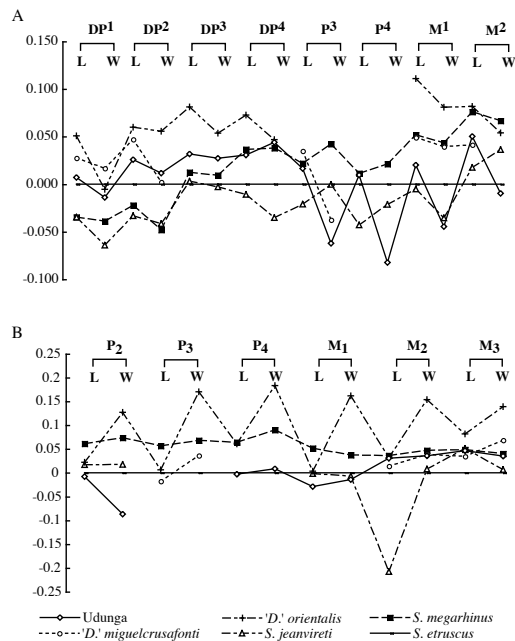 A
DP1 DP2 DP3 DP4 P3 P4 M1 M2
L W L W L W L W L W L W L W L W
0.150
0.100
0.050
0.000
-0.050
-0.100
B
P2 P3 P4 M1 M2 M3
L W L W L W L W L W L W
0.25
0.2
0.15
0.1
0.05
0
-0.05
-0.1
-0.15
-0.2
-0.25
Udunga 'D.' orientalis S. megarhinus
'D.' miguelcrusafonti S. jeanvireti S. etruscus